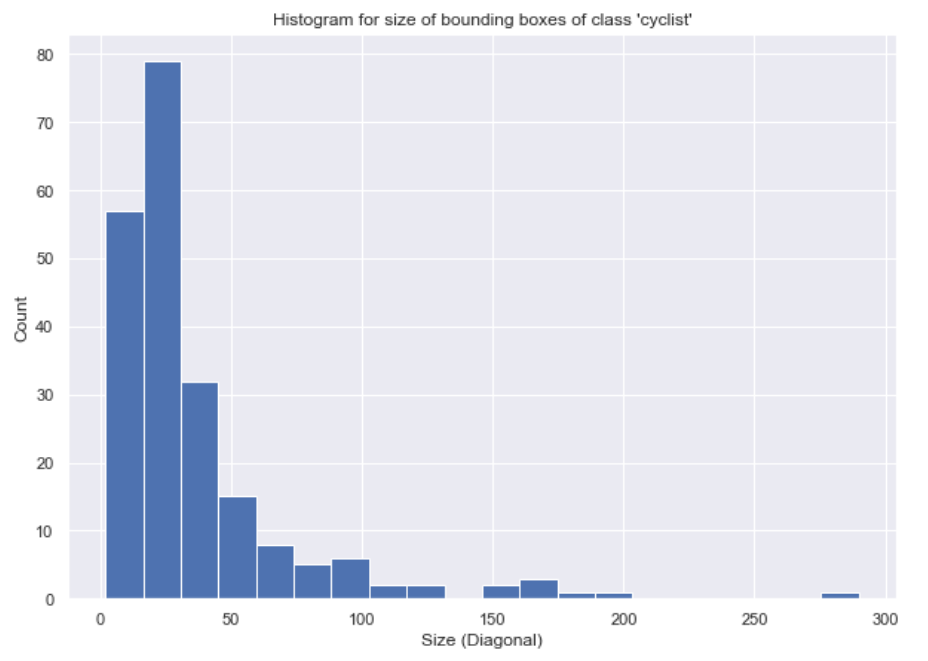 Histogram for size of bounding boxes of class 'cyclist'
80
70
60
50
40
30
20
10
0
Count
0 50 100 150 200 250 300
Size (Diagonal)